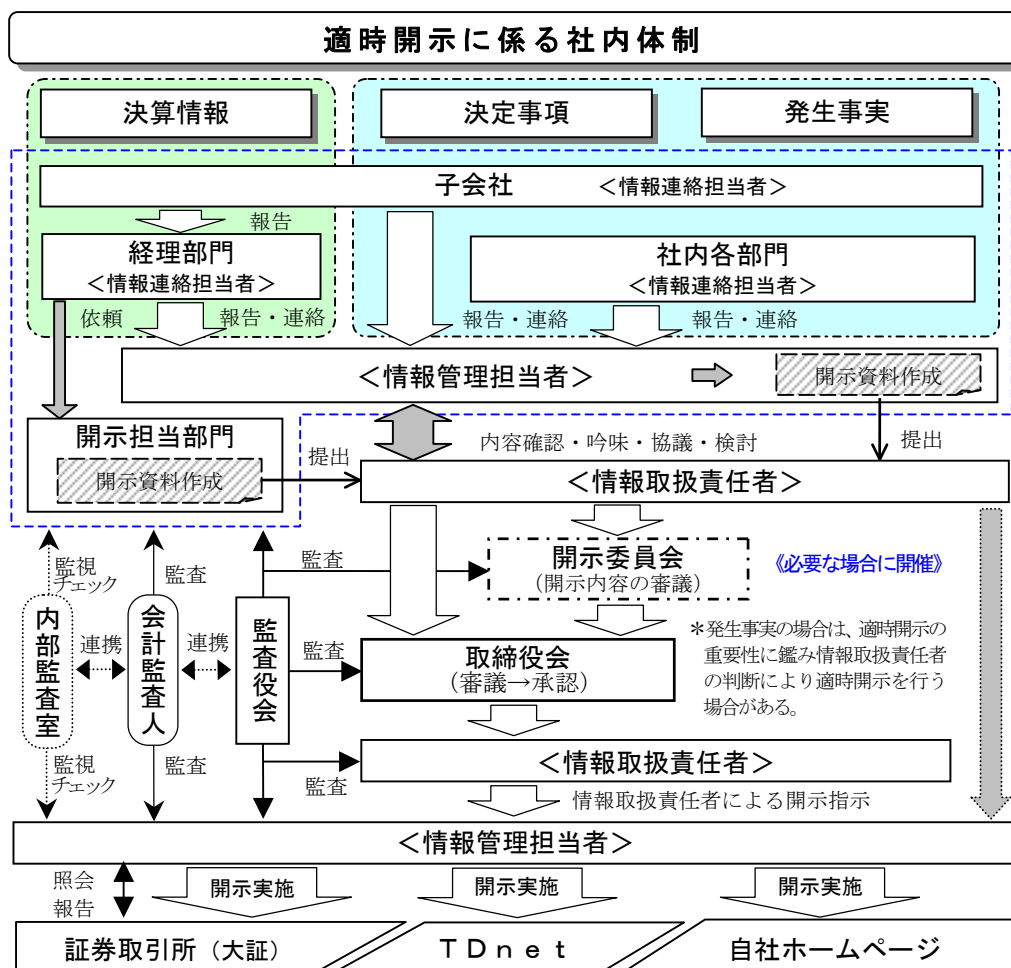 適時開示に係る社内体制
決算情報
決定事項
発生事実
子会社　＜情報連絡担当者＞
報告
経理部門
＜情報連絡担当者＞
社内各部門
＜情報連絡担当者＞
依頼
報告・連絡
報告・連絡
報告・連絡
＜情報管理担当者＞
開示資料作成
開示担当部門
開示資料作成
提出
内容確認・吟味・協議・検討
提出
＜情報取扱責任者＞
監視
チェック
監査
監査
開示委員会
（開示内容の審議）
《必要な場合に開催》
内部監査室
連携
会計監査人
連携
監査役会
監査
取締役会
（審議→承認）
＊発生事実の場合は、適時開示の
重要性に鑑み情報取扱責任者
の判断により適時開示を行う
場合がある。
監視
チェック
監査
監査
＜情報取扱責任者＞
情報取扱責任者による開示指示
＜情報管理担当者＞
照会
報告
開示実施
開示実施
開示実施
証券取引所（大証）
ＴＤｎｅｔ
自社ホームページ